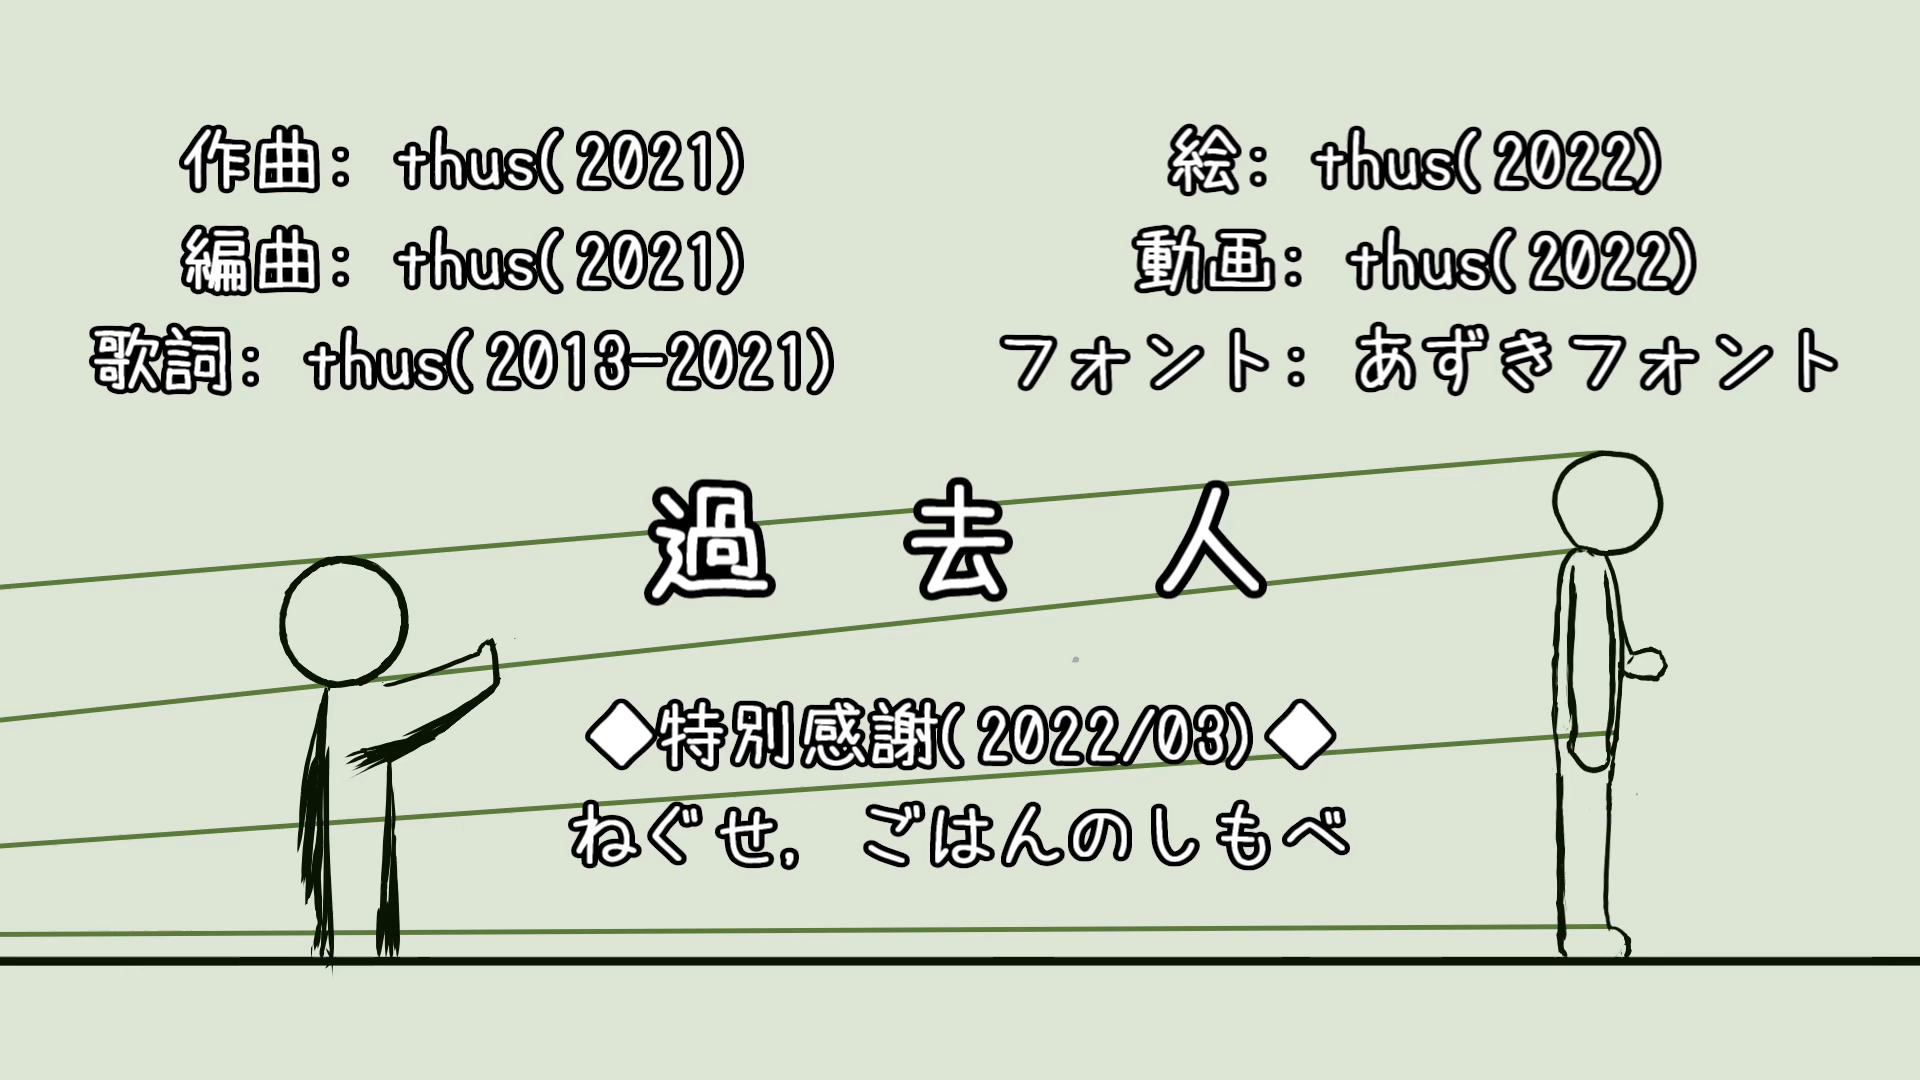 作曲: thus(2021)
編曲: thus(2021)
歌詞: thus(2013-2021)
絵: thus(2022)
動画: thus(2022)
フォント: あずきフォント
過去人
◆特別感謝(2022/03)◆
ねぐせ, ごはんのしもべ